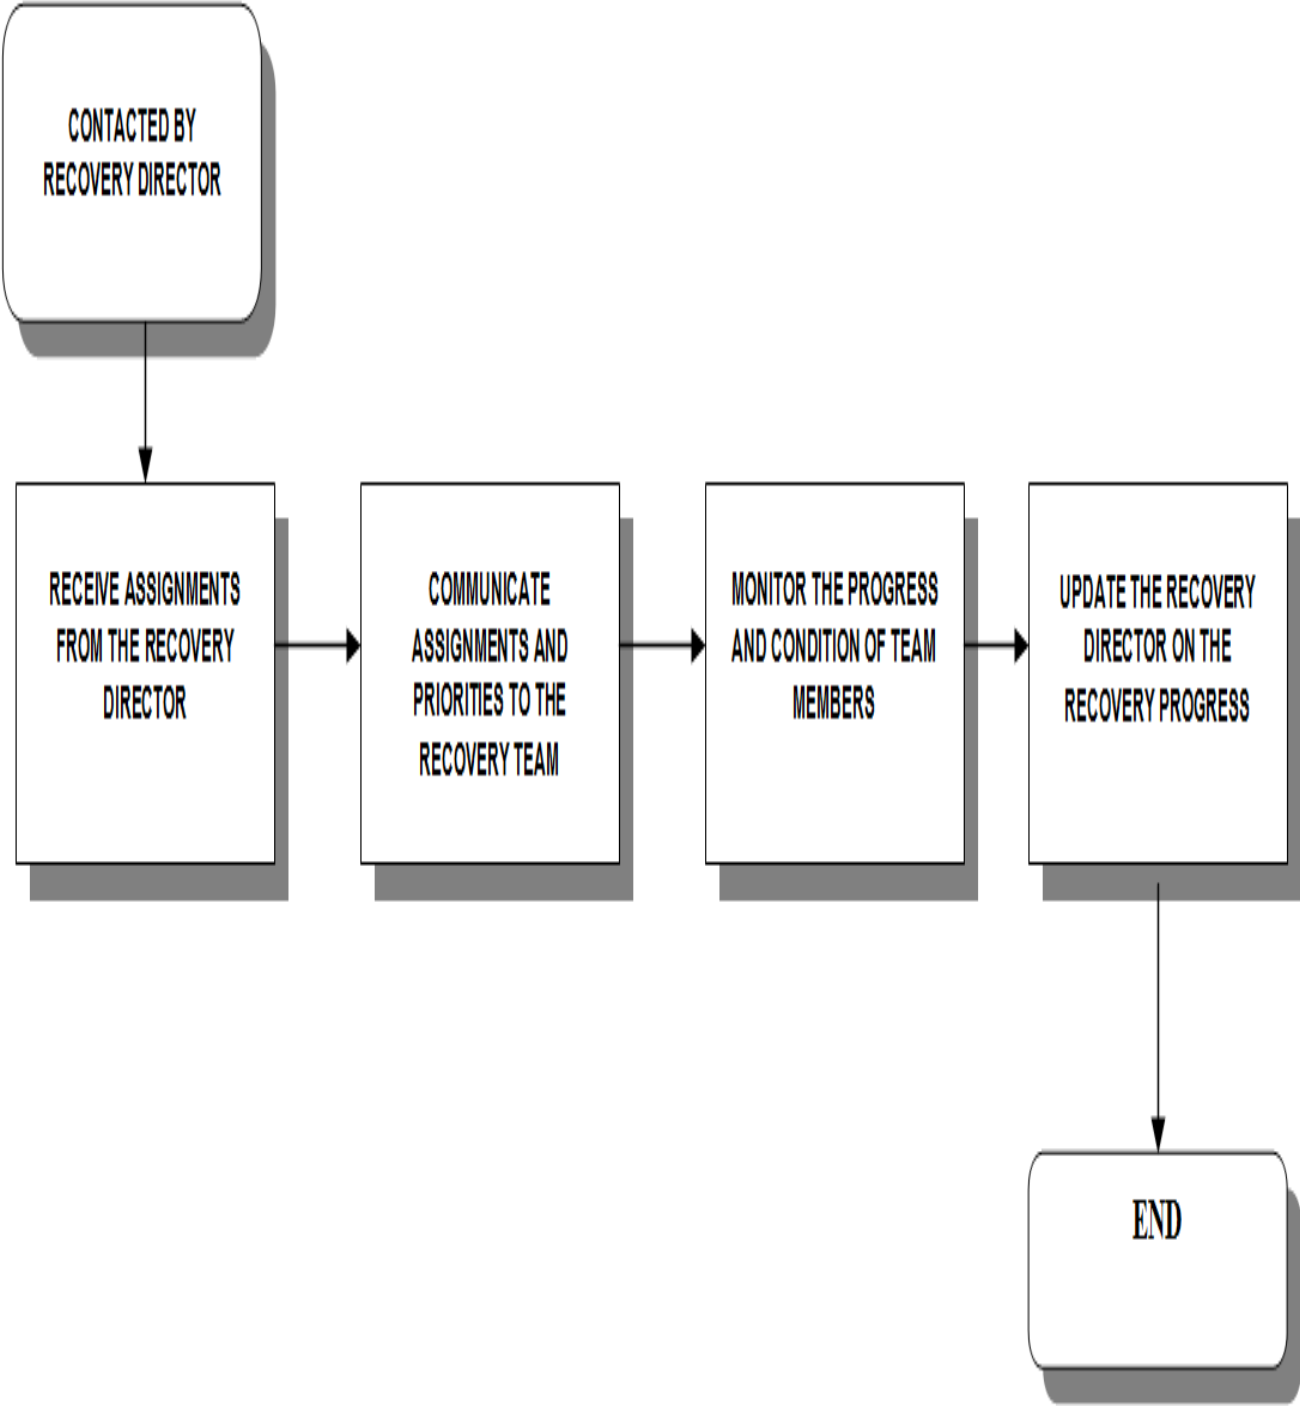 CONTACTED BY
RECOVERY DIRECTOR
RECEIVE ASSIGNMENTS
FROM THE RECOVERY
DIRECTOR
COMMUNICATE
ASSIGNMENTS AND
PRIORITIES TO THE
RECOVERY TEAM
MONITOR THE PROGRESS
AND CONDITION OF TEAM
MEMBERS
UPDATE THE RECOVERY
DIRECTOR ON THE
RECOVERY PROGRESS
END